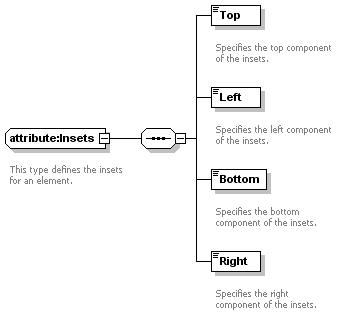 Top
Specifies the top component
of the insets.
Left
Specifies the left component
of the insets.
attribute:Insets
This type defines the insets
for an element.
Bottom
Specifies the bottom
component of the insets.
Right
Specifies the right
component of the insets.